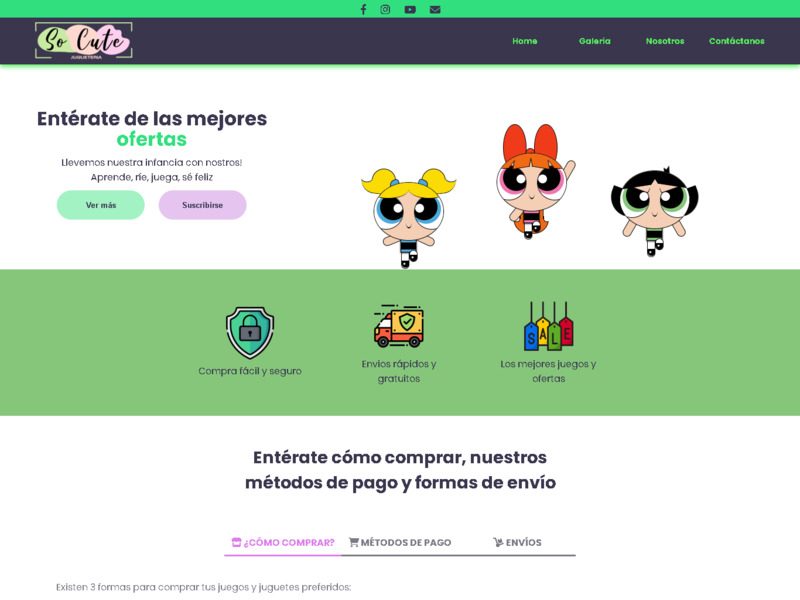 So Cute
JUGUETERIA
Home
Galeria
Nosotros
Contáctanos
Entérate de las mejores
ofertas
Llevemos nuestra infancia con nostros!
Aprende, ríe, juega, sé feliz
Ver más
Suscribirse
SALE
Compra fácil y seguro
Envios rápidos y
gratuitos
Los mejores juegos y
ofertas
Entérate cómo comprar, nuestros
métodos de pago y formas de envío
¿CÓMO COMPRAR?
MÉTODOS DE PAGO
ENVÍOS
Existen 3 formas para comprar tus juegos y juguetes preferidos: